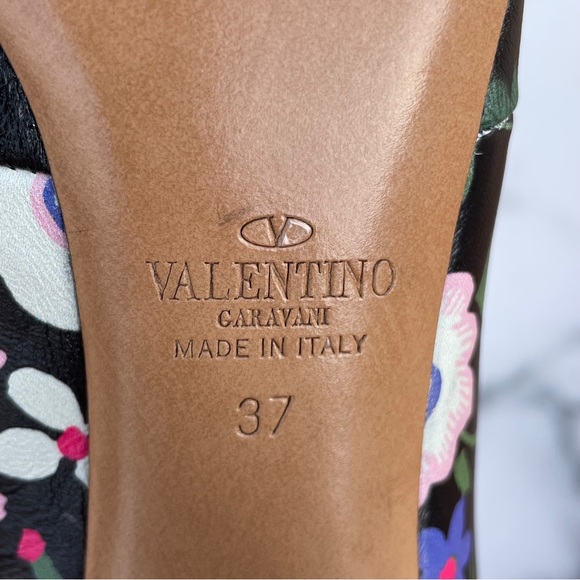 V
VALENTINO
GARAVANI
MADE IN ITALY
37